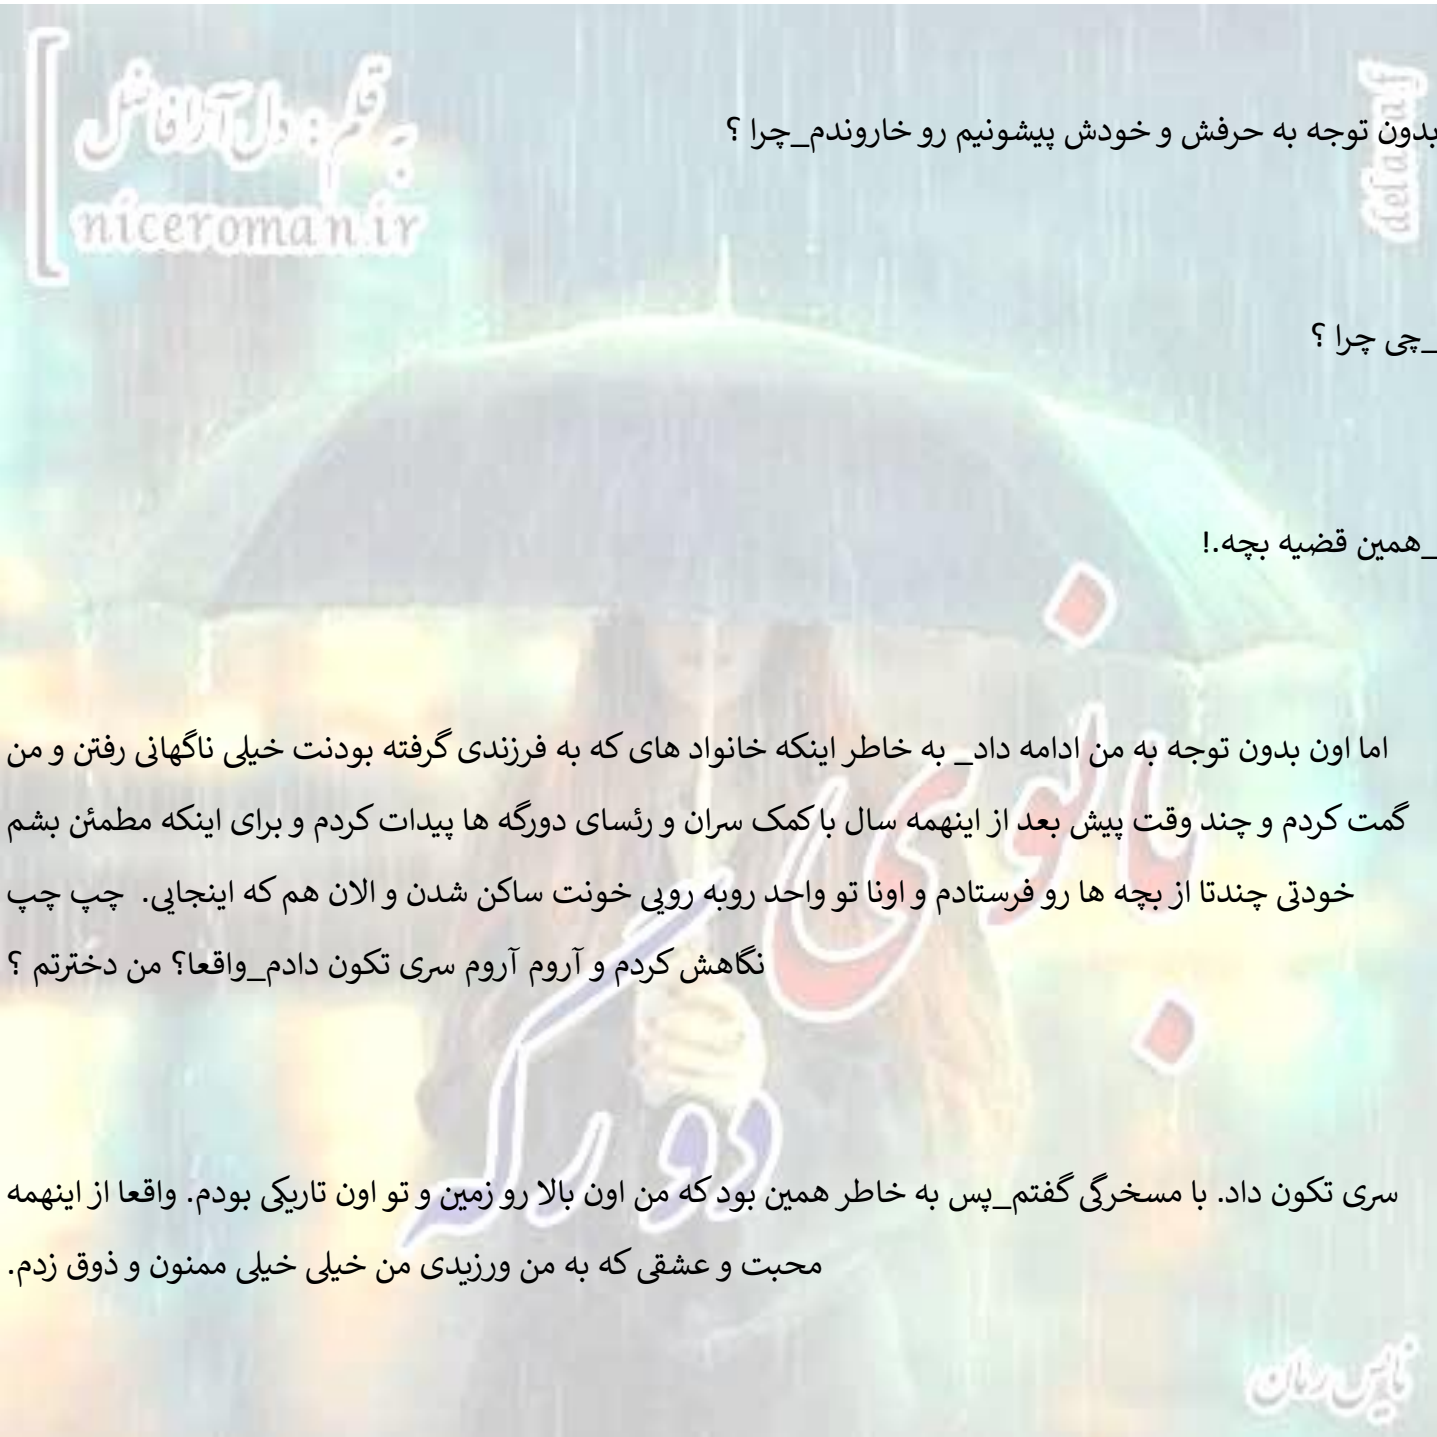 به قلم: دل آرا فاضل
niceroman.ir
بدون توجه به حرفش و خودش پیشونیم رو خاروندم_چرا ؟
_چی چرا ؟
_همین قضیه بچه.!
اما اون بدون توجه به من ادامه داد_ به خاطر اینکه خانواد های که به فرزندی گرفته بودنت خیلی ناگهانی رفتن و من
گمت کردم و چند وقت پیش بعد از اینهمه سال با کمک سران و رئسای دورگه ها پیدات کردم و برای اینکه مطمئن بشم
خودتی چندتا از بچه ها رو فرستادم و اونا تو واحد روبه رویی خونت ساکن شدن و الان هم که اینجایی. چپ چپ
نگاهش کردم و آروم آروم سری تکون دادم_واقعا؟ من دخترتم ؟
سری تکون داد. با مسخرگی گفتم_پس به خاطر همین بود که من اون بالا رو زمین و تو اون تاریکی بودم. واقعا از اینهمه
محبت و عشقی که به من ورزیدی من خیلی خیلی ممنون و ذوق زدم.
بانوی
دورگه
نایس رمان